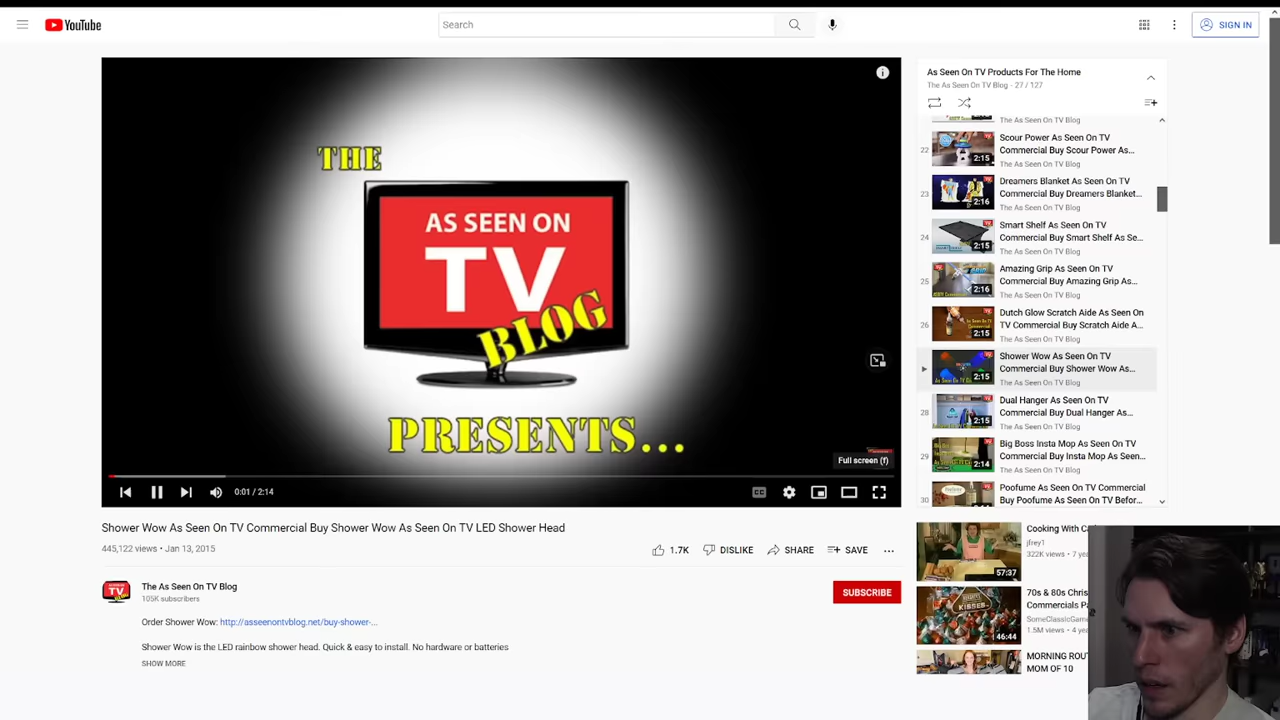 YouTube
Search
SIGN IN
THE
AS SEEN ON
TV
BLOG
PRESENTS...
Full screen (f)
0:01 / 2:14
CC
Shower Wow As Seen On TV Commercial Buy Shower Wow As Seen On TV LED Shower Head
445,122 views • Jan 13, 2015
1.7K
DISLIKE
SHARE
SAVE
The As Seen On TV Blog
105K subscribers
SUBSCRIBE
Order Shower Wow: http://asseenontvblog.net/buy-shower-...
Shower Wow is the LED rainbow shower head. Quick & easy to install. No hardware or batteries
SHOW MORE
As Seen On TV Products For The Home
The As Seen On TV Blog - 27 / 127
The As Seen On TV Blog
22
2:15
Scour Power As Seen On TV
Commercial Buy Scour Power As...
The As Seen On TV Blog
23
2:16
Dreamers Blanket As Seen On TV
Commercial Buy Dreamers Blanket...
The As Seen On TV Blog
24
2:15
Smart Shelf As Seen On TV
Commercial Buy Smart Shelf As Se...
The As Seen On TV Blog
25
2:16
Amazing Grip As Seen On TV
Commercial Buy Amazing Grip As...
The As Seen On TV Blog
26
2:15
Dutch Glow Scratch Aide As Seen On
TV Commercial Buy Scratch Aide A...
The As Seen On TV Blog
2:15
Shower Wow As Seen On TV
Commercial Buy Shower Wow As...
The As Seen On TV Blog
28
2:15
Dual Hanger As Seen On TV
Commercial Buy Dual Hanger As...
The As Seen On TV Blog
29
2:14
Big Boss Insta Mop As Seen On TV
Commercial Buy Insta Mop As Seen...
The As Seen On TV Blog
30
Poofume As Seen On TV Commercial
Buy Poofume As Seen On TV Befor...
57:37
Cooking With Ca
jfrey1
322K views • 7 ye
KISSES
46:44
70s & 80s Chris
Commercials Pa
SomeClassicGam
1.5M views • 4 ye
MORNING ROU
MOM OF 10